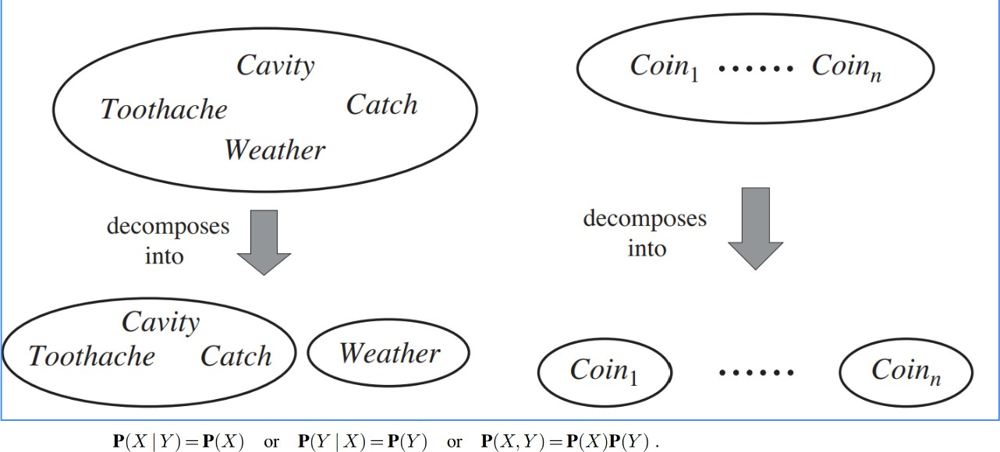 Cavity
Toothache Catch
Weather
decomposes
into
Cavity
Toothache Catch
Weather
Coin₁ ...... Coinₙ
decomposes
into
Coin₁ ...... Coinₙ
P(X | Y) = P(X) or P(Y | X) = P(Y) or P(X, Y) = P(X)P(Y) .